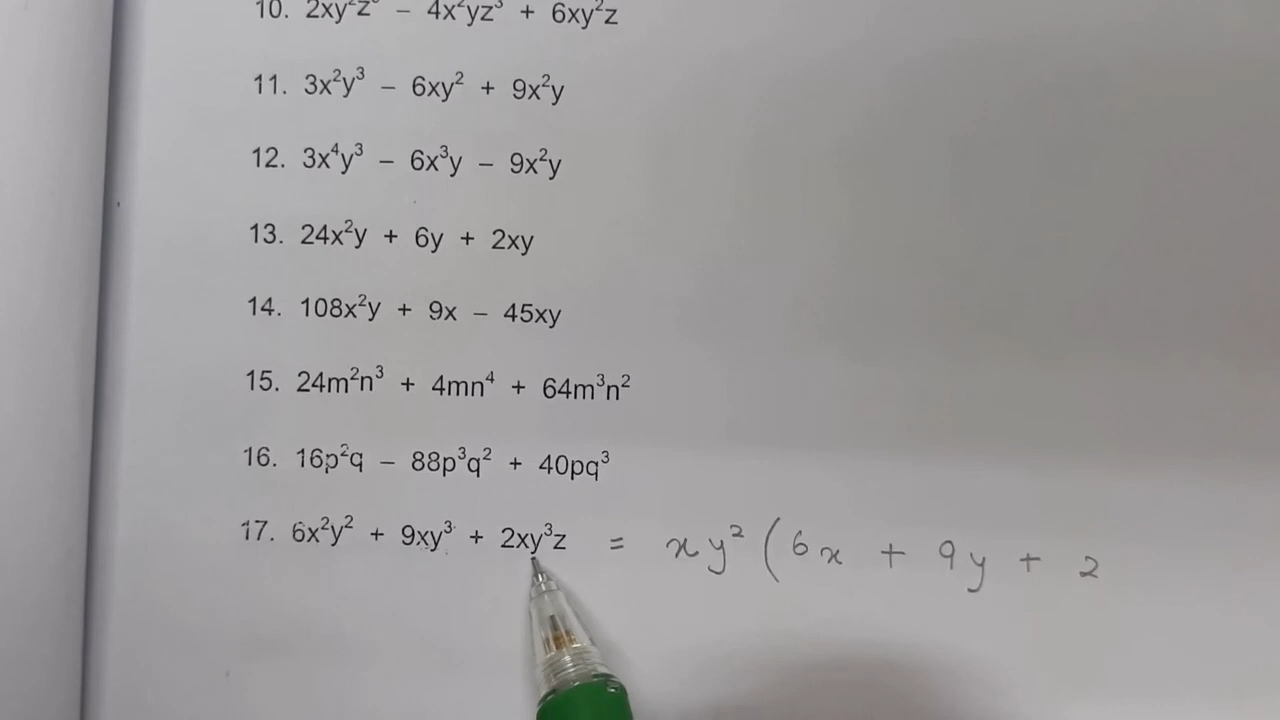 10. 2xy²z³ − 4x²yz³ + 6xy²z
11. 3x²y³ − 6xy² + 9x²y
12. 3x⁴y³ − 6x³y − 9x²y
13. 24x²y + 6y + 2xy
14. 108x²y + 9x − 45xy
15. 24m²n³ + 4mn⁴ + 64m³n²
16. 16p²q − 88p³q² + 40pq³
17. 6x²y² + 9xy³ + 2xy³z = xy² (6x + 9y + 2